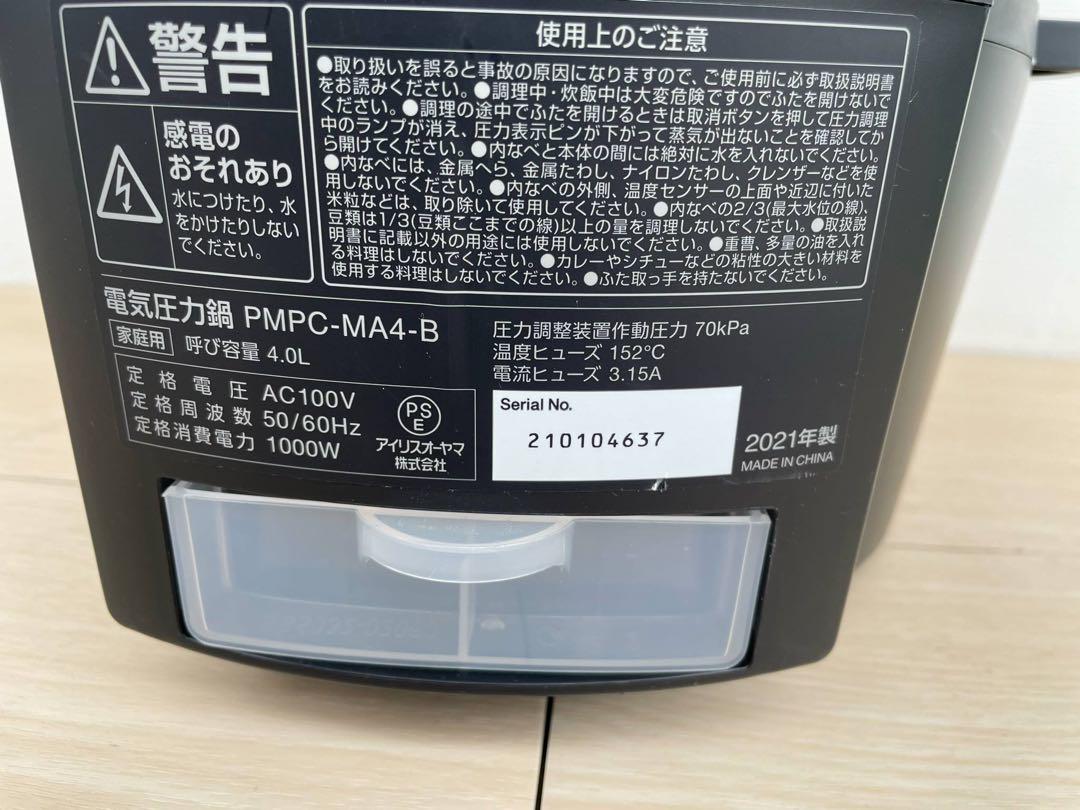 警告
感電の
おそれあり
水につけたり、水
をかけたりしない
でください。
使用上のご注意
●取り扱いを誤ると事故の原因になりますので、ご使用前に必ず取扱説明書
をお読みください。●調理中・炊飯中は大変危険ですのでふたを開けないで
ください。●調理の途中でふたを開けるときは取消ボタンを押して圧力調理
中のランプが消え、圧力表示ピンが下がって蒸気が出ないことを確認してか
ら開けてください。●内なべと本体の間には絶対に水を入れないでください。
●内なべには、金属へら、金属たわし、ナイロンたわし、クレンザーなどを使
用しないでください。●内なべの外側、温度センサーの上面や近辺に付いた
米粒などは、取り除いて使用してください。●内なべの2/3(最大水位の線)、
豆類は1/3(豆類ここまでの線)以上の量を調理しないでください。●取扱説
明書に記載以外の用途には使用しないでください。●重曹、多量の油を入れ
る料理はしないでください。●カレーやシチューなどの粘性の大きい材料を
使用する料理はしないでください。●ふた取っ手を持たないでください。
電気圧力鍋 PMPC-MA4-B
家庭用 呼び容量 4.0L
定格電圧 AC100V
定格周波数 50/60Hz
定格消費電力 1000W
PS
E
アイリスオーヤマ
株式会社
圧力調整装置作動圧力 70kPa
温度ヒューズ 152℃
電流ヒューズ 3.15A
Serial No.
210104637
2021年製
MADE IN CHINA